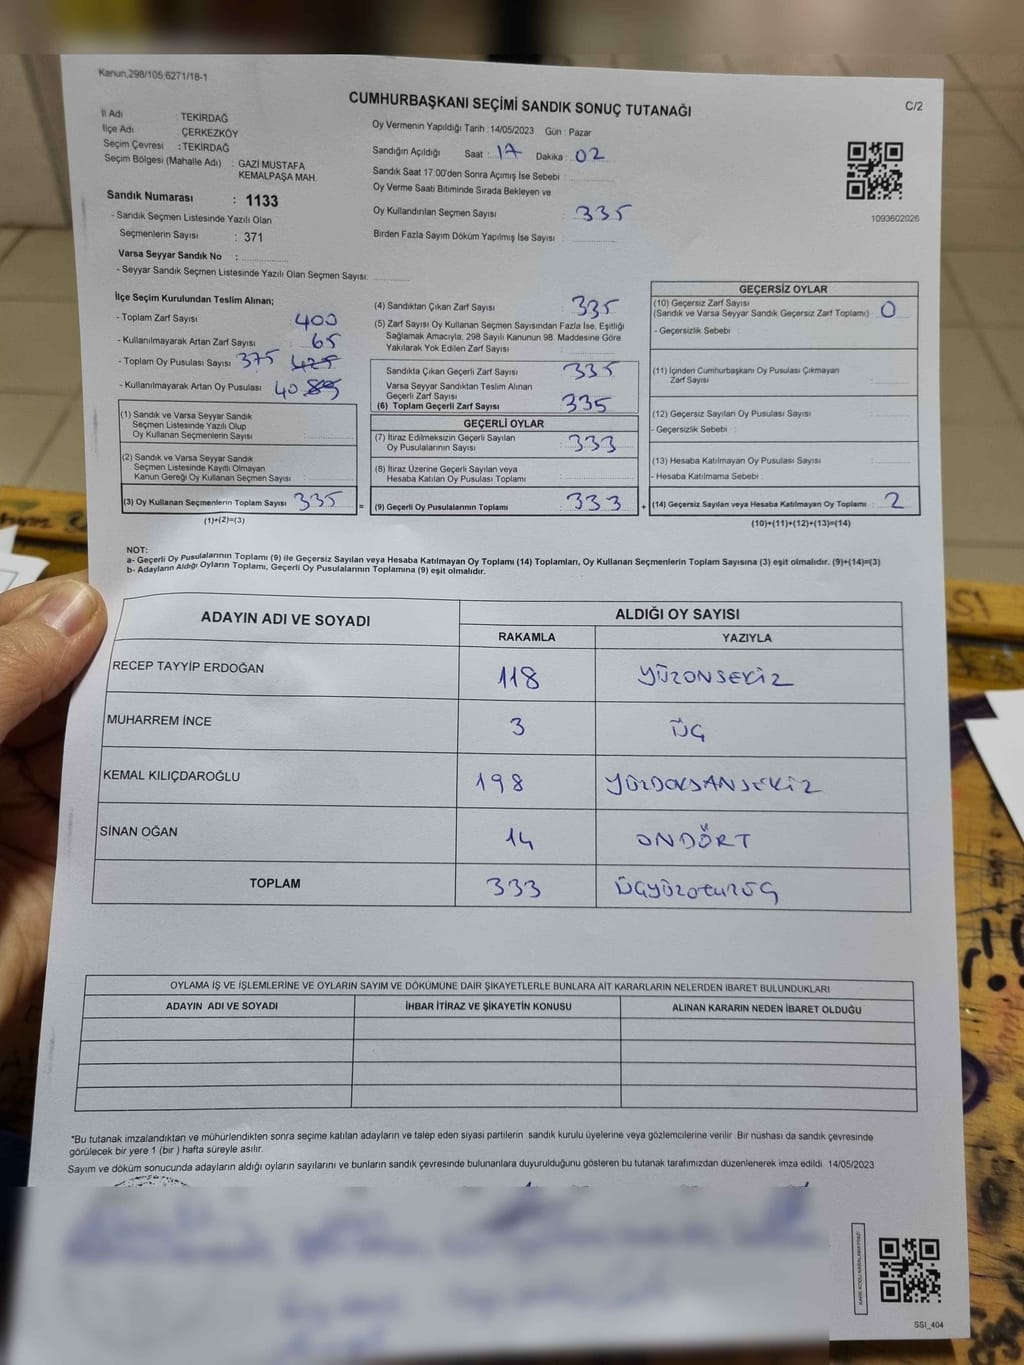 Kanun,298/105;6271/18-1
CUMHURBAŞKANI SEÇİMİ SANDIK SONUÇ TUTANAĞI
C/2
İl Adı : TEKİRDAĞ
İlçe Adı : ÇERKEZKÖY
Seçim Çevresi : TEKİRDAĞ
Seçim Bölgesi (Mahalle Adı) : GAZİ MUSTAFA
KEMALPAŞA MAH.
Sandık Numarası : 1133
- Sandık Seçmen Listesinde Yazılı Olan
Seçmenlerin Sayısı : 371
Varsa Seyyar Sandık No :
- Seyyar Sandık Seçmen Listesinde Yazılı Olan Seçmen Sayısı:
Oy Vermenin Yapıldığı Tarih : 14/05/2023 Gün : Pazar
Sandığın Açıldığı Saat : 17 Dakika : 02
Sandık Saat 17:00'den Sonra Açımış İse Sebebi :
Oy Verme Saati Bitiminde Sırada Bekleyen ve
Oy Kullandırılan Seçmen Sayısı : 335
Birden Fazla Sayım Döküm Yapılmış İse Sayısı :
1093602026
İlçe Seçim Kurulundan Teslim Alınan;
- Toplam Zarf Sayısı : 400
- Kullanılmayarak Artan Zarf Sayısı : 65
- Toplam Oy Pusulası Sayısı : 375 425
- Kullanılmayarak Artan Oy Pusulası : 40
(1) Sandık ve Varsa Seyyar Sandık
Seçmen Listesinde Yazılı Olup
Oy Kullanan Seçmenlerin Sayısı :
(2) Sandık ve Varsa Seyyar Sandık
Seçmen Listesinde Kayıtlı Olmayan
Kanun Gereği Oy Kullanan Seçmen Sayısı :
(3) Oy Kullanan Seçmenlerin Toplam Sayısı : 335
(1)+(2)=(3)
(4) Sandıktan Çıkan Zarf Sayısı : 335
(5) Zarf Sayısı Oy Kullanan Seçmen Sayısından Fazla İse, Eşitliği
Sağlamak Amacıyla, 298 Sayılı Kanunun 98. Maddesine Göre
Yakılarak Yok Edilen Zarf Sayısı :
Sandıkta Çıkan Geçerli Zarf Sayısı : 335
Varsa Seyyar Sandıktan Teslim Alınan
Geçerli Zarf Sayısı :
(6) Toplam Geçerli Zarf Sayısı : 335
GEÇERLİ OYLAR
(7) İtiraz Edilmeksizin Geçerli Sayılan
Oy Pusulalarının Sayısı : 333
(8) İtiraz Üzerine Geçerli Sayılan veya
Hesaba Katılan Oy Pusulası Toplamı :
= (9) Geçerli Oy Pusulalarının Toplamı : 333
GEÇERSİZ OYLAR
(10) Geçersiz Zarf Sayısı
(Sandık ve Varsa Seyyar Sandık Geçersiz Zarf Toplamı) : 0
- Geçersizlik Sebebi :
(11) İçinden Cumhurbaşkanı Oy Pusulası Çıkmayan
Zarf Sayısı :
(12) Geçersiz Sayılan Oy Pusulası Sayısı :
- Geçersizlik Sebebi :
(13) Hesaba Katılmayan Oy Pusulası Sayısı :
- Hesaba Katılmama Sebebi :
+ (14) Geçersiz Sayılan veya Hesaba Katılmayan Oy Toplamı : 2
(10)+(11)+(12)+(13)=(14)
NOT:
a- Geçerli Oy Pusulalarının Toplamı (9) ile Geçersiz Sayılan veya Hesaba Katılmayan Oy Toplamı (14) Toplamları, Oy Kullanan Seçmenlerin Toplam Sayısına (3) eşit olmalıdır. (9)+(14)=(3)
b- Adayların Aldığı Oyların Toplamı, Geçerli Oy Pusulalarının Toplamına (9) eşit olmalıdır.
ADAYIN ADI VE SOYADI ALDIĞI OY SAYISI
RAKAMLA YAZIYLA
RECEP TAYYİP ERDOĞAN 118 YÜZONSEKİZ
MUHARREM İNCE 3 ÜÇ
KEMAL KILIÇDAROĞLU 198 YÜZDOKSANSEKİZ
SİNAN OĞAN 14 ONDÖRT
TOPLAM 333 ÜÇYÜZOTUZÜÇ
OYLAMA İŞ VE İŞLEMLERİNE VE OYLARIN SAYIM VE DÖKÜMÜNE DAİR ŞİKAYETLERLE BUNLARA AİT KARARLARIN NELERDEN İBARET BULUNDUKLARI
ADAYIN ADI VE SOYADI İHBAR İTİRAZ VE ŞİKAYETİN KONUSU ALINAN KARARIN NEDEN İBARET OLDUĞU
*Bu tutanak imzalandıktan ve mühürlendikten sonra seçime katılan adayların ve talep eden siyasi partilerin sandık kurulu üyelerine veya gözlemcilerine verilir .Bir nüshası da sandık çevresinde
görülecek bir yere 1 (bir ) hafta süreyle asılır.
Sayım ve döküm sonucunda adayların aldığı oyların sayılarını ve bunların sandık çevresinde bulunanlara duyurulduğunu gösteren bu tutanak tarafımızdan düzenlenerek imza edildi. 14/05/2023
SSI_404